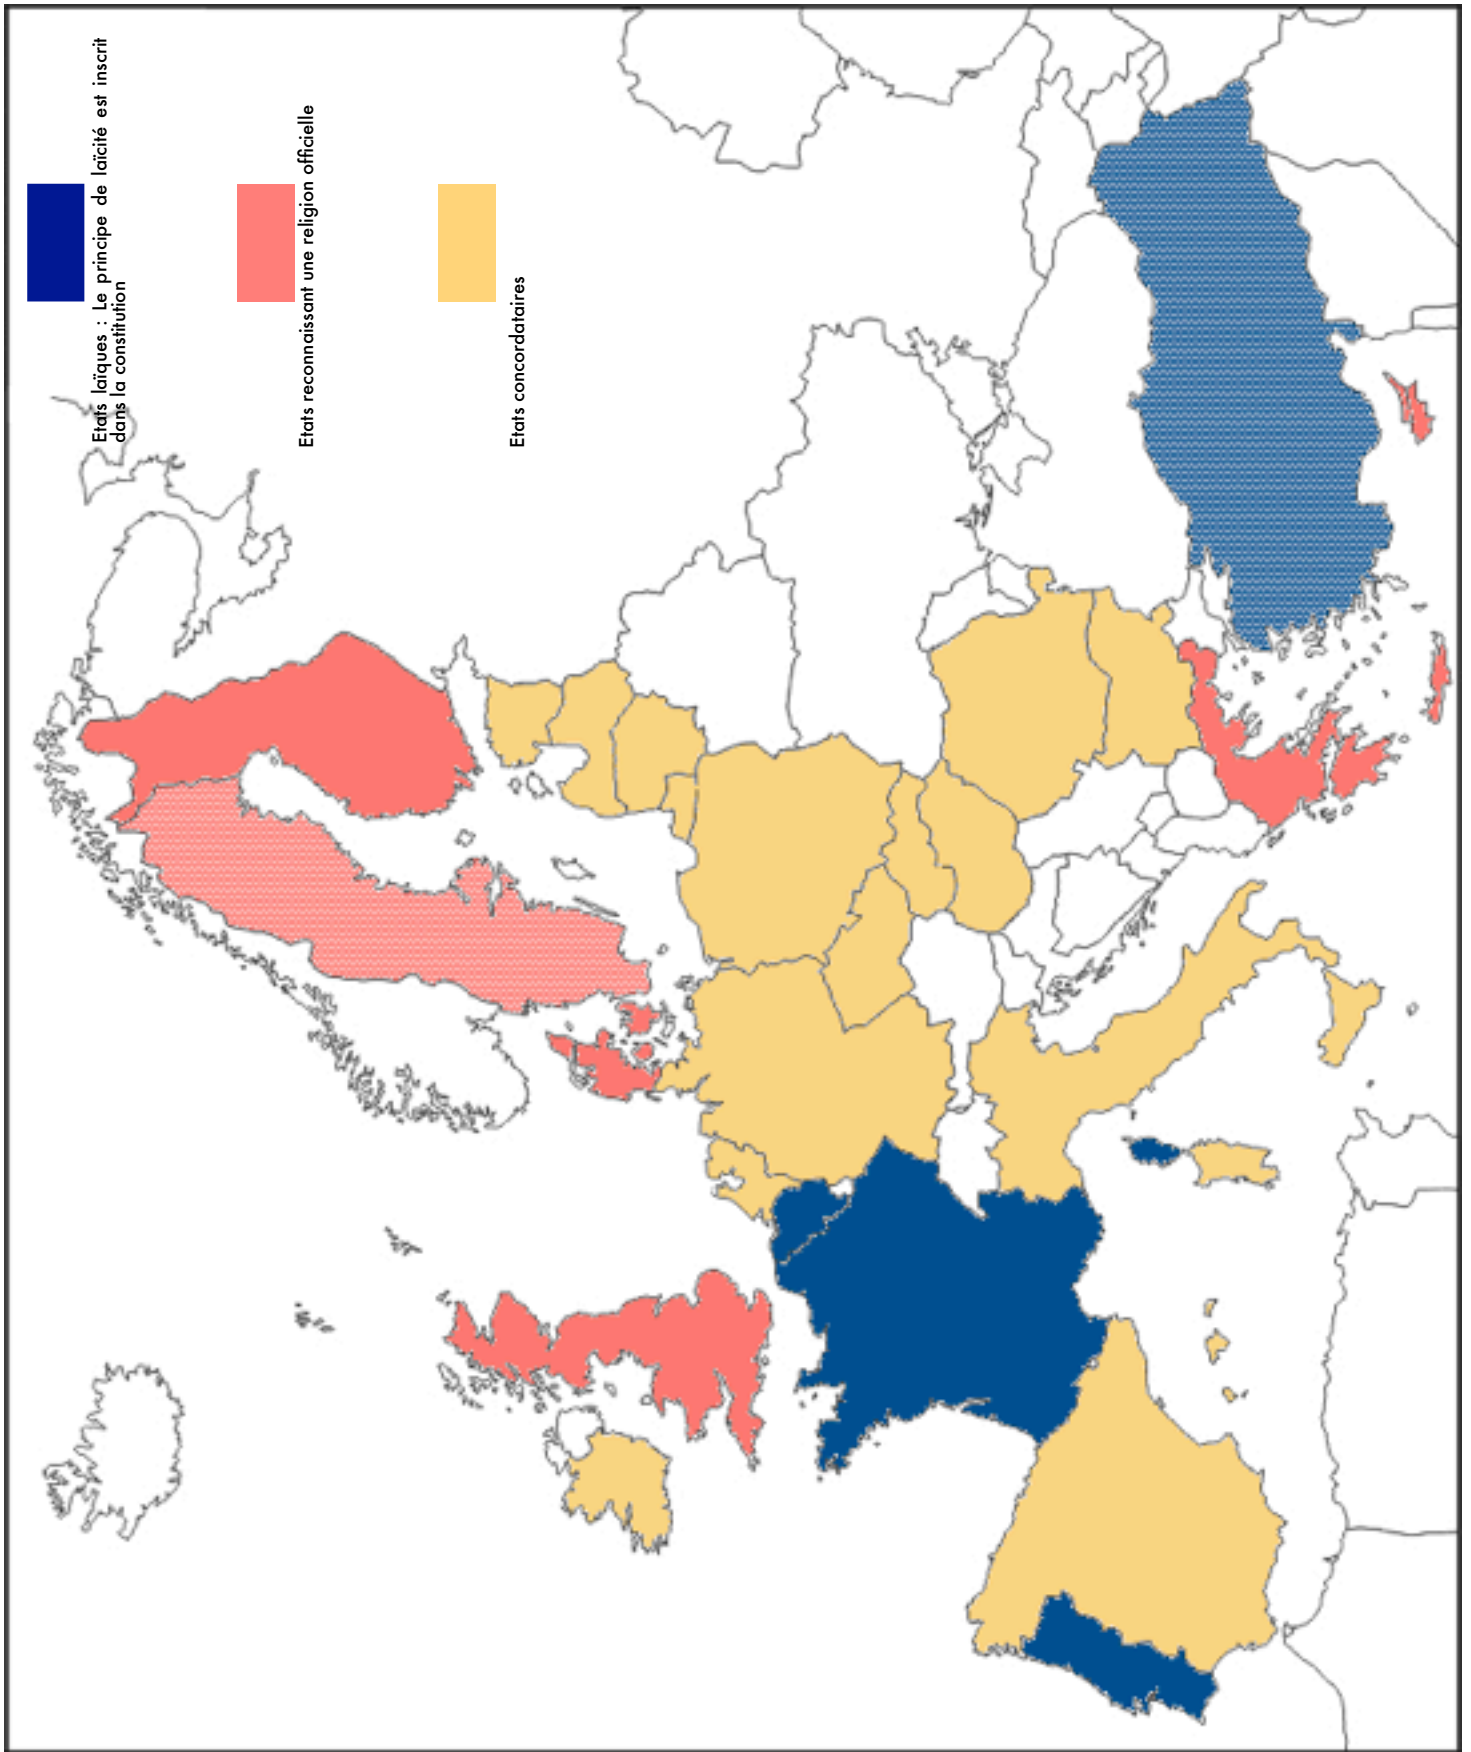 Etats laïques : Le principe de laïcité est inscrit
dans la constitution
Etats reconnaissant une religion officielle
Etats concordataires